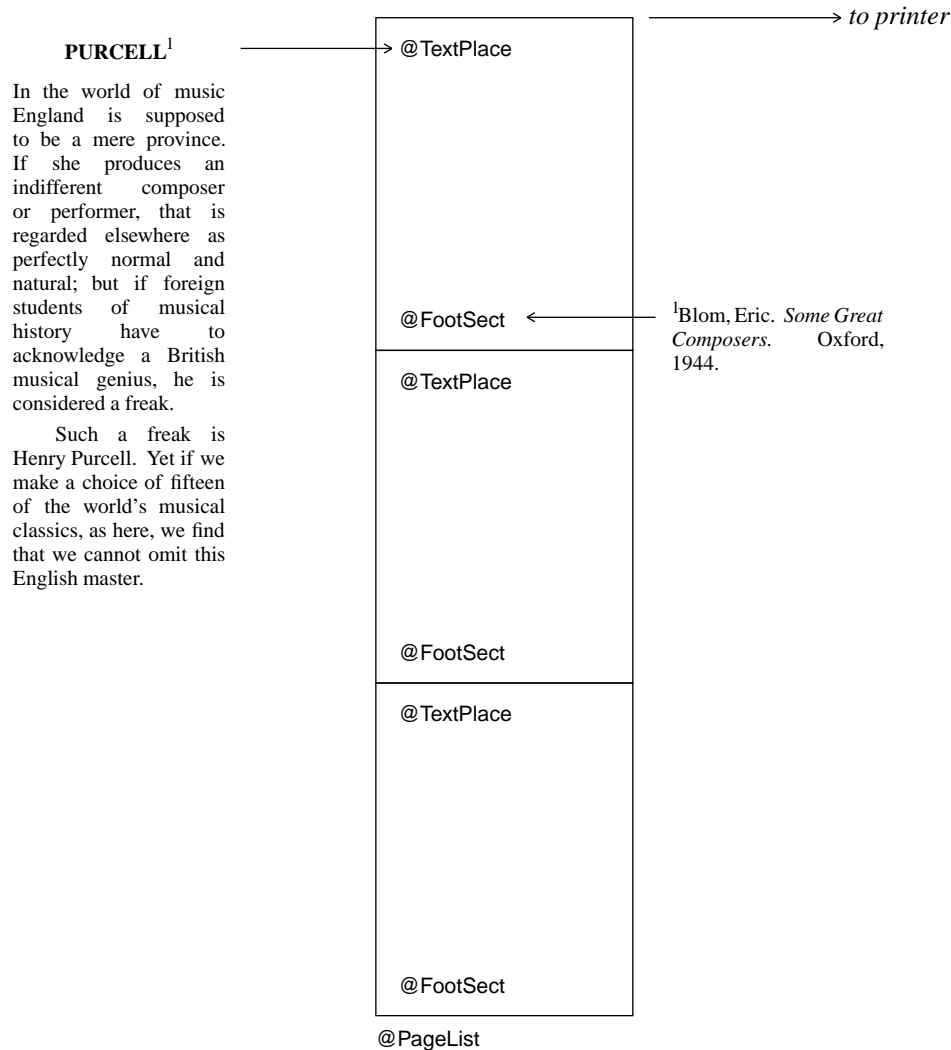 to printer
PURCELL1
@TextPlace
In the world of music
England is supposed
to be a mere province.
If she produces an
indifferent composer
or performer, that is
regarded elsewhere as
perfectly normal and
natural; but if foreign
students of musical
history have to
acknowledge a British
musical genius, he is
considered a freak.
Such a freak is
Henry Purcell. Yet if we
make a choice of fifteen
of the world's musical
classics, as here, we find
that we cannot omit this
English master.
@FootSect
1Blom, Eric. Some Great
Composers. Oxford,
1944.
@TextPlace
@FootSect
@TextPlace
@FootSect
@PageList